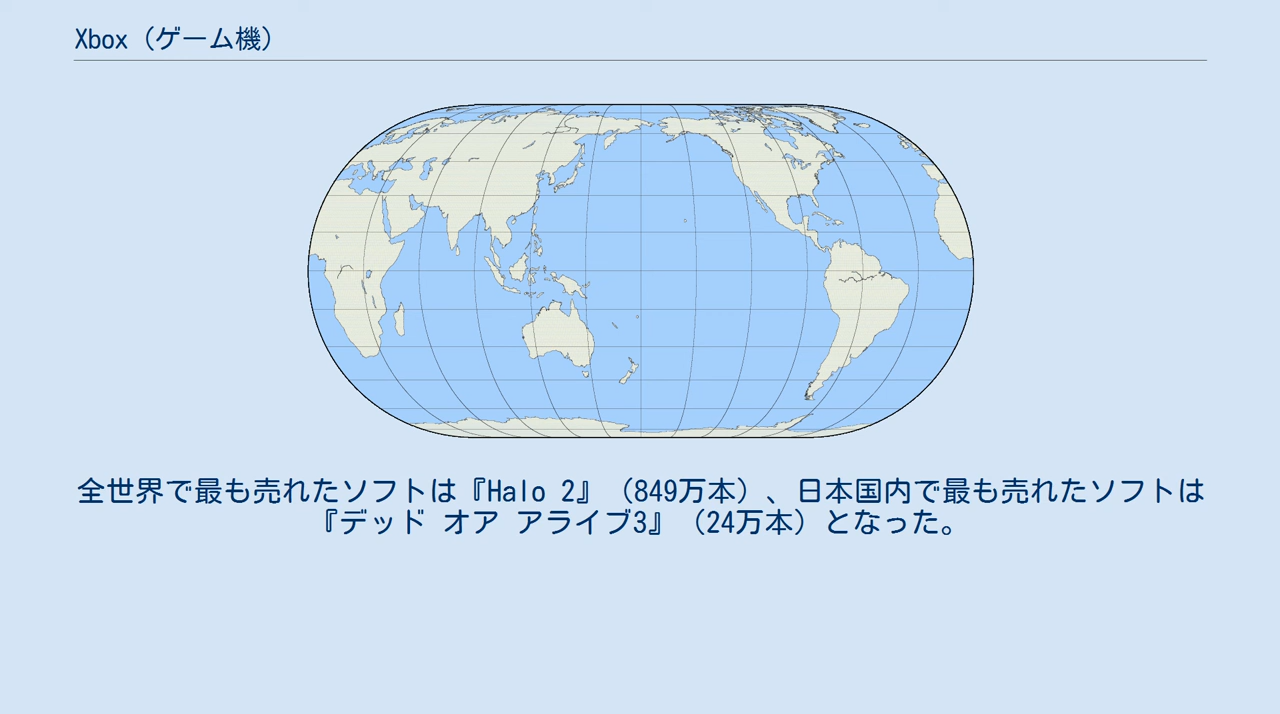 Xbox（ゲーム機）
全世界で最も売れたソフトは『Halo 2』（849万本）、日本国内で最も売れたソフトは
『デッド オア アライブ3』（24万本）となった。